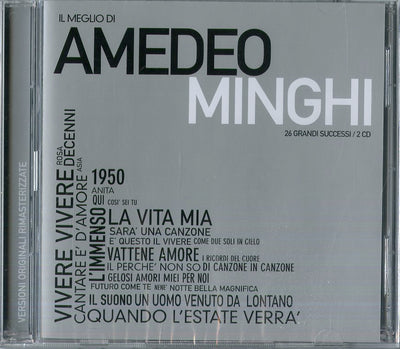 IL MEGLIO DI
AMEDEO
MINGHI
26 GRANDI SUCCESSI / 2 CD
VERSIONI ORIGINALI RIMASTERIZZATE
VIVERE VIVERE
ROSA
DECENNI
CANTARE E' D'AMORE
ASIA
L'IMMENSO
1950
ANITA
QUI COSI' SEI TU
LA VITA MIA
SARA' UNA CANZONE
E' QUESTO IL VIVERE COME DUE SOLI IN CIELO
VATTENE AMORE I RICORDI DEL CUORE
IL PERCHE' NON SO DI CANZONE IN CANZONE
GELOSI AMORI MIEI PER NOI
FUTURO COME TE NENE' NOTTE BELLA MAGNIFICA
IL SUONO UN UOMO VENUTO DA LONTANO
QUANDO L'ESTATE VERRA'